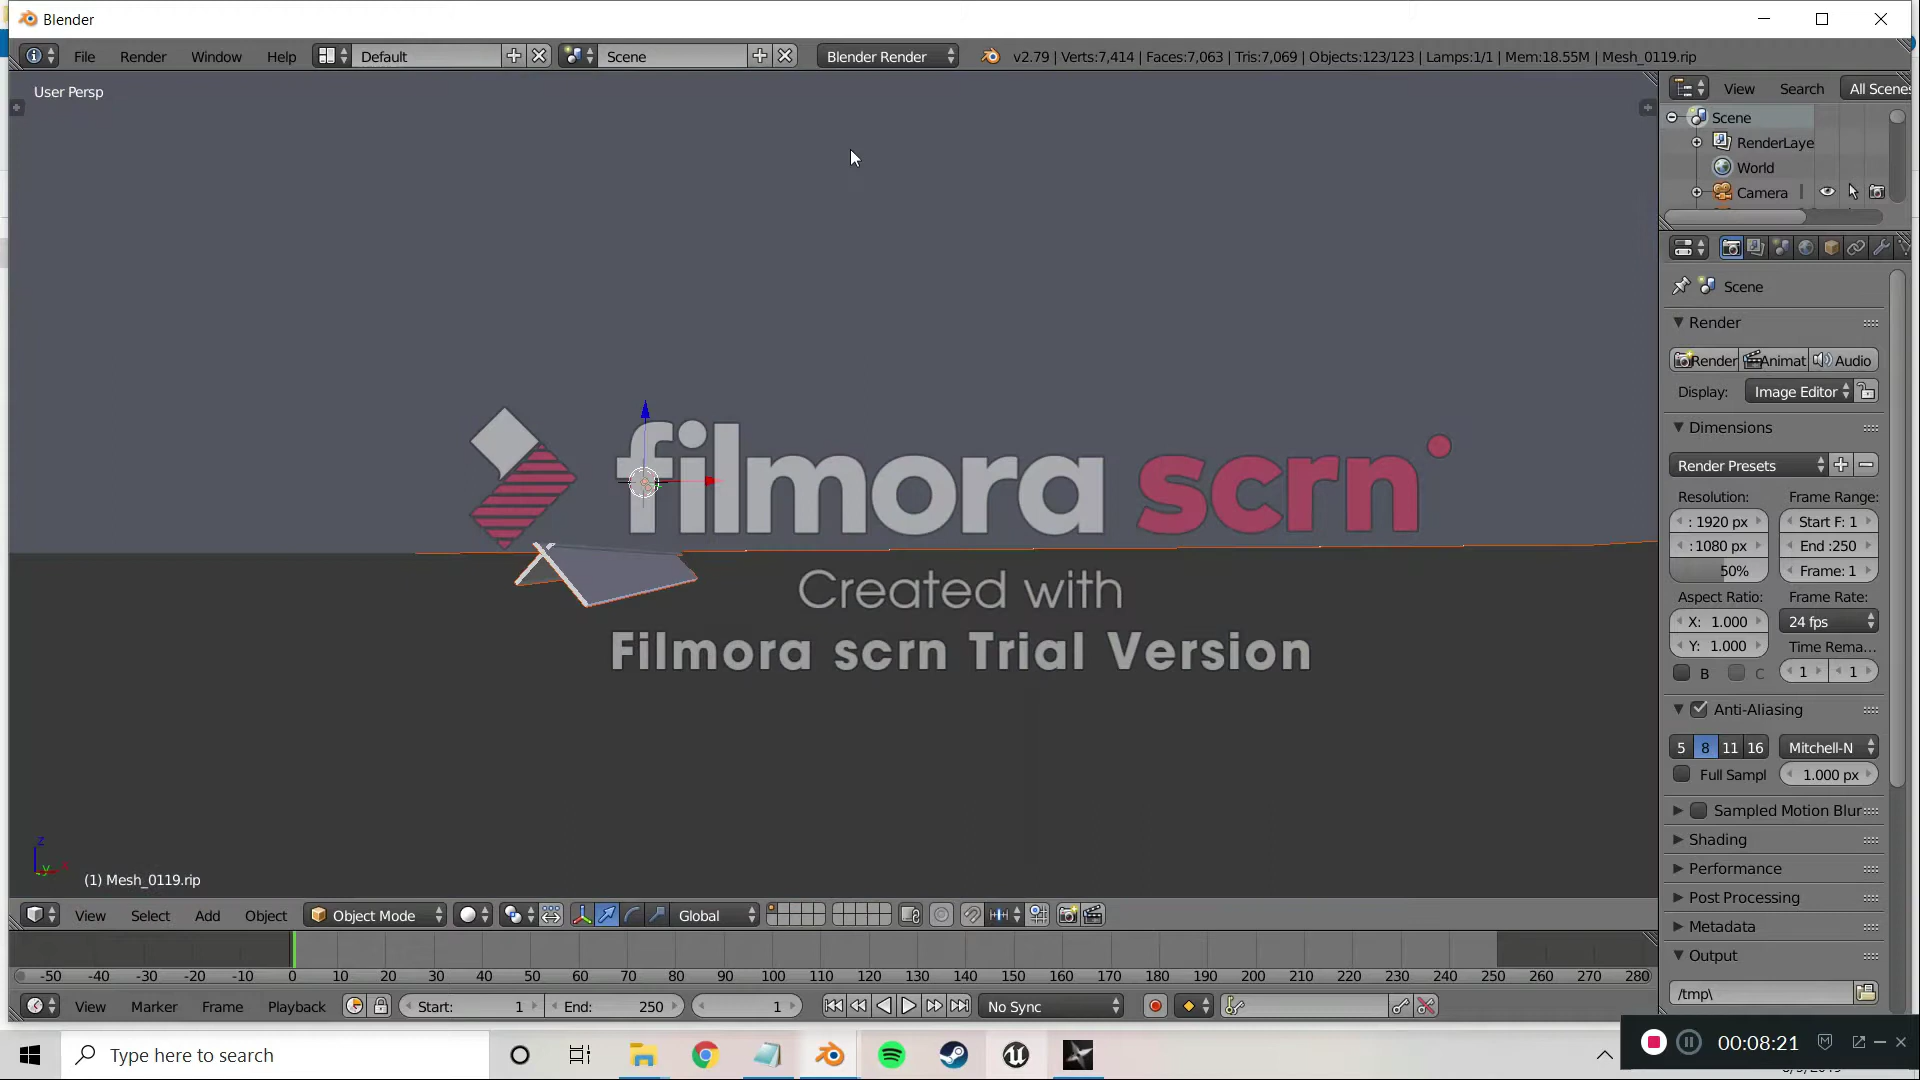 Blender
File Render Window Help Default Scene Blender Render v2.79 | Verts:7,414 | Faces:7,063 | Tris:7,069 | Objects:123/123 | Lamps:1/1 | Mem:18.55M | Mesh_0119.rip
User Persp
View Search All Scenes
Scene
RenderLaye
World
Camera
Scene
Render
Render Animat Audio
Display: Image Editor
Dimensions
Render Presets
Resolution: Frame Range:
: 1920 px Start F: 1
: 1080 px End :250
50% Frame: 1
Aspect Ratio: Frame Rate:
X: 1.000 24 fps
Y: 1.000 Time Rema...
B C 1 1
Anti-Aliasing
5 8 11 16 Mitchell-N
Full Sampl 1.000 px
Sampled Motion Blur
Shading
Performance
Post Processing
Metadata
Output
/tmp\
filmora scrn
Created with
Filmora scrn Trial Version
z
y
(1) Mesh_0119.rip
View Select Add Object Object Mode Global
-50 -40 -30 -20 -10 0 10 20 30 40 50 60 70 80 90 100 110 120 130 140 150 160 170 180 190 200 210 220 230 240 250 260 270 280
View Marker Frame Playback Start: 1 End: 250 1 No Sync
Type here to search
00:08:21